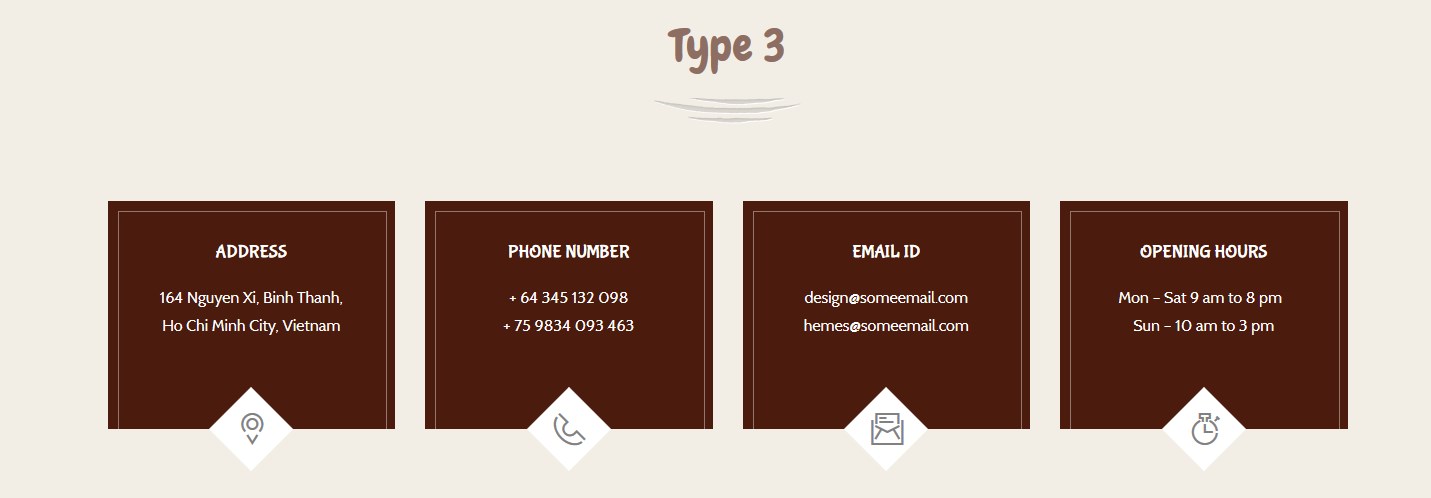 Type 3
ADDRESS
164 Nguyen Xi, Binh Thanh,
Ho Chi Minh City, Vietnam
PHONE NUMBER
+ 64 345 132 098
+ 75 9834 093 463
EMAIL ID
design@someemail.com
hemes@someemail.com
OPENING HOURS
Mon – Sat 9 am to 8 pm
Sun – 10 am to 3 pm